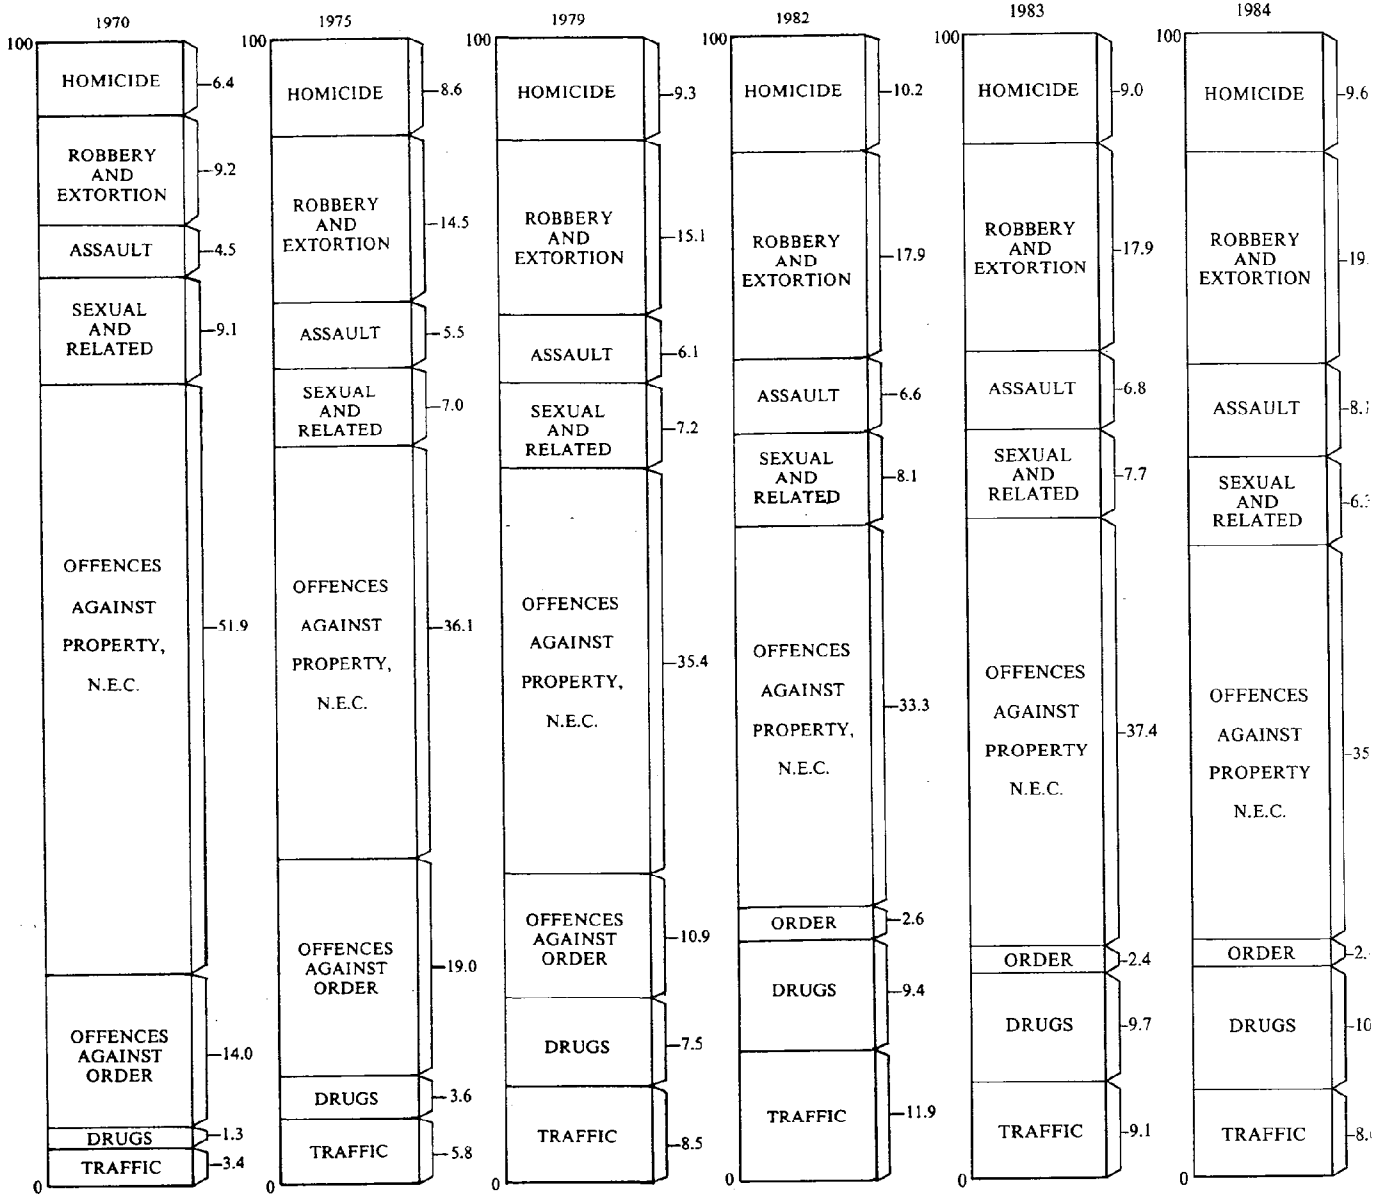 1970
100
HOMICIDE
6.4
ROBBERY
AND
EXTORTION
9.2
ASSAULT
4.5
SEXUAL
AND
RELATED
9.1
OFFENCES
AGAINST
PROPERTY,
N.E.C.
51.9
OFFENCES
AGAINST
ORDER
14.0
DRUGS
1.3
TRAFFIC
3.4
0
1975
100
HOMICIDE
8.6
ROBBERY
AND
EXTORTION
14.5
ASSAULT
5.5
SEXUAL
AND
RELATED
7.0
OFFENCES
AGAINST
PROPERTY,
N.E.C.
36.1
OFFENCES
AGAINST
ORDER
19.0
DRUGS
3.6
TRAFFIC
5.8
0
1979
100
HOMICIDE
9.3
ROBBERY
AND
EXTORTION
15.1
ASSAULT
6.1
SEXUAL
AND
RELATED
7.2
OFFENCES
AGAINST
PROPERTY,
N.E.C.
35.4
OFFENCES
AGAINST
ORDER
10.9
DRUGS
7.5
TRAFFIC
8.5
0
1982
100
HOMICIDE
10.2
ROBBERY
AND
EXTORTION
17.9
ASSAULT
6.6
SEXUAL
AND
RELATED
8.1
OFFENCES
AGAINST
PROPERTY,
N.E.C.
33.3
ORDER
2.6
DRUGS
9.4
TRAFFIC
11.9
0
1983
100
HOMICIDE
9.0
ROBBERY
AND
EXTORTION
17.9
ASSAULT
6.8
SEXUAL
AND
RELATED
7.7
OFFENCES
AGAINST
PROPERTY
N.E.C.
37.4
ORDER
2.4
DRUGS
9.7
TRAFFIC
9.1
0
1984
100
HOMICIDE
9.6
ROBBERY
AND
EXTORTION
19.
ASSAULT
SEXUAL
AND
RELATED
OFFENCES
AGAINST
PROPERTY
N.E.C.
35
ORDER
2.
DRUGS
10
TRAFFIC
0